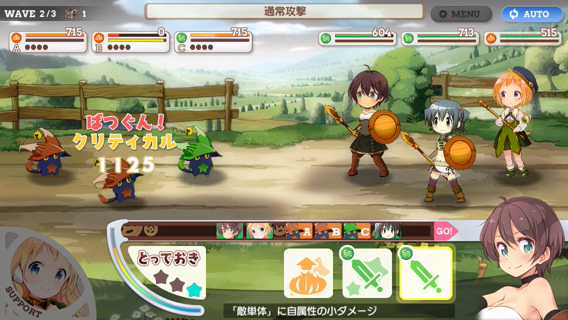 WAVE 2/3 1
通常攻撃
MENU
AUTO
715
A
0
B
715
C
604
713
515
ばつぐん!
クリティカル
1125
A
B
C
GO!
とっておき
SUPPORT
「敵単体」に自属性の小ダメージ